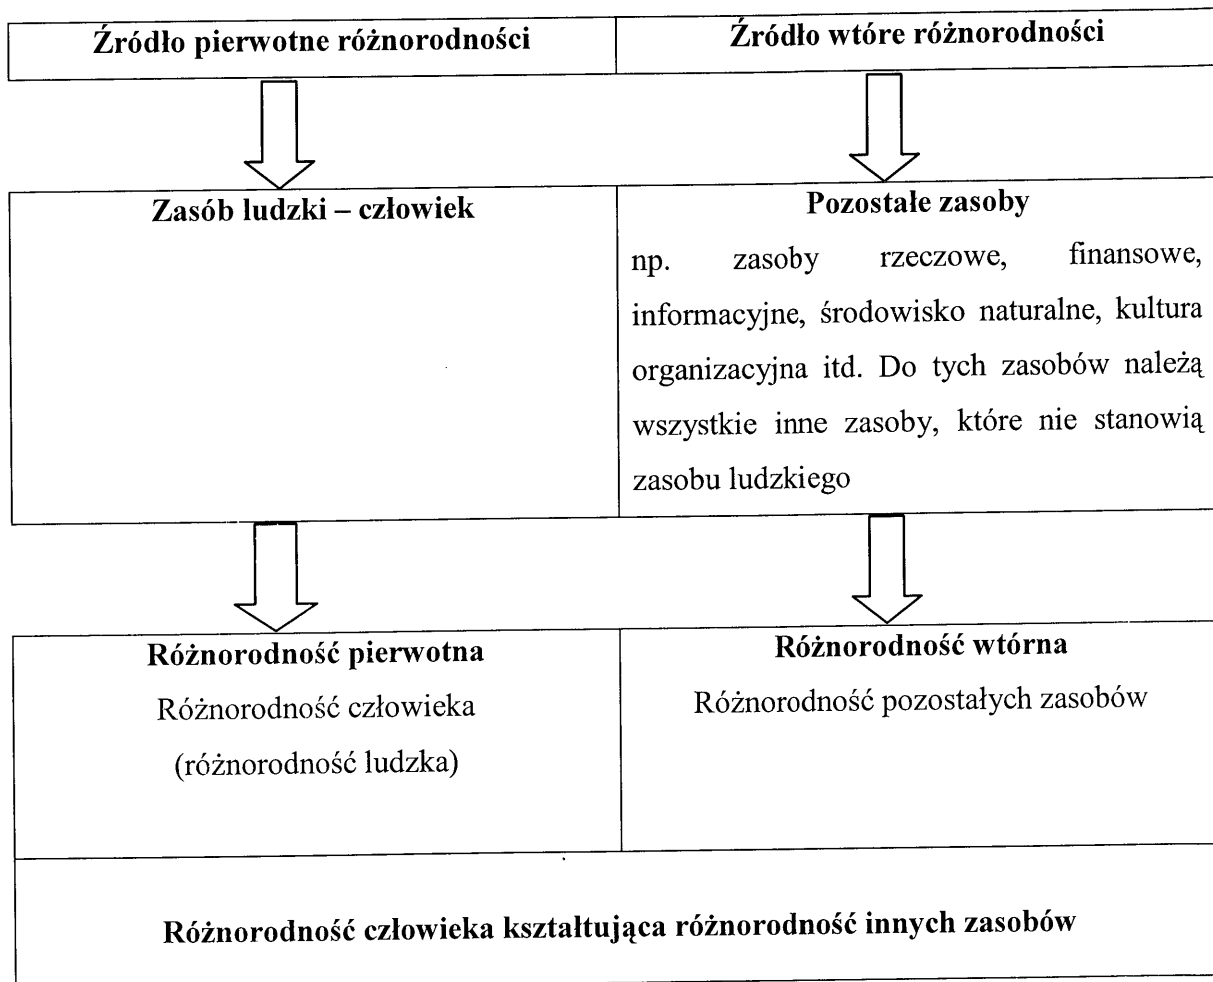 Źródło pierwotne różnorodności
Źródło wtóre różnorodności
Zasób ludzki – człowiek
Pozostałe zasoby
np. zasoby rzeczowe, finansowe,
informacyjne, środowisko naturalne, kultura
organizacyjna itd. Do tych zasobów należą
wszystkie inne zasoby, które nie stanowią
zasobu ludzkiego
Różnorodność pierwotna
Różnorodność człowieka
(różnorodność ludzka)
Różnorodność wtórna
Różnorodność pozostałych zasobów
Różnorodność człowieka kształtująca różnorodność innych zasobów